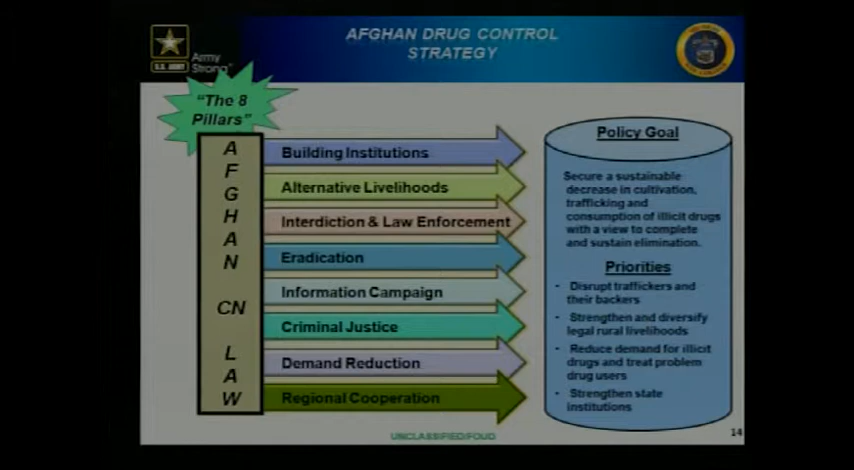 AFGHAN DRUG CONTROL
STRATEGY
U.S. ARMY
Army
Strong
"The 8
Pillars"
A
F
G
H
A
N
CN
L
A
W
Building Institutions
Alternative Livelihoods
Interdiction & Law Enforcement
Eradication
Information Campaign
Criminal Justice
Demand Reduction
Regional Cooperation
Policy Goal
Secure a sustainable
decrease in cultivation,
trafficking and
consumption of illicit drugs
with a view to complete
and sustain elimination.
Priorities
• Disrupt traffickers and
their backers
• Strengthen and diversify
legal rural livelihoods
• Reduce demand for illicit
drugs and treat problem
drug users
• Strengthen state
institutions
UNCLASSIFIED/FOUO
14